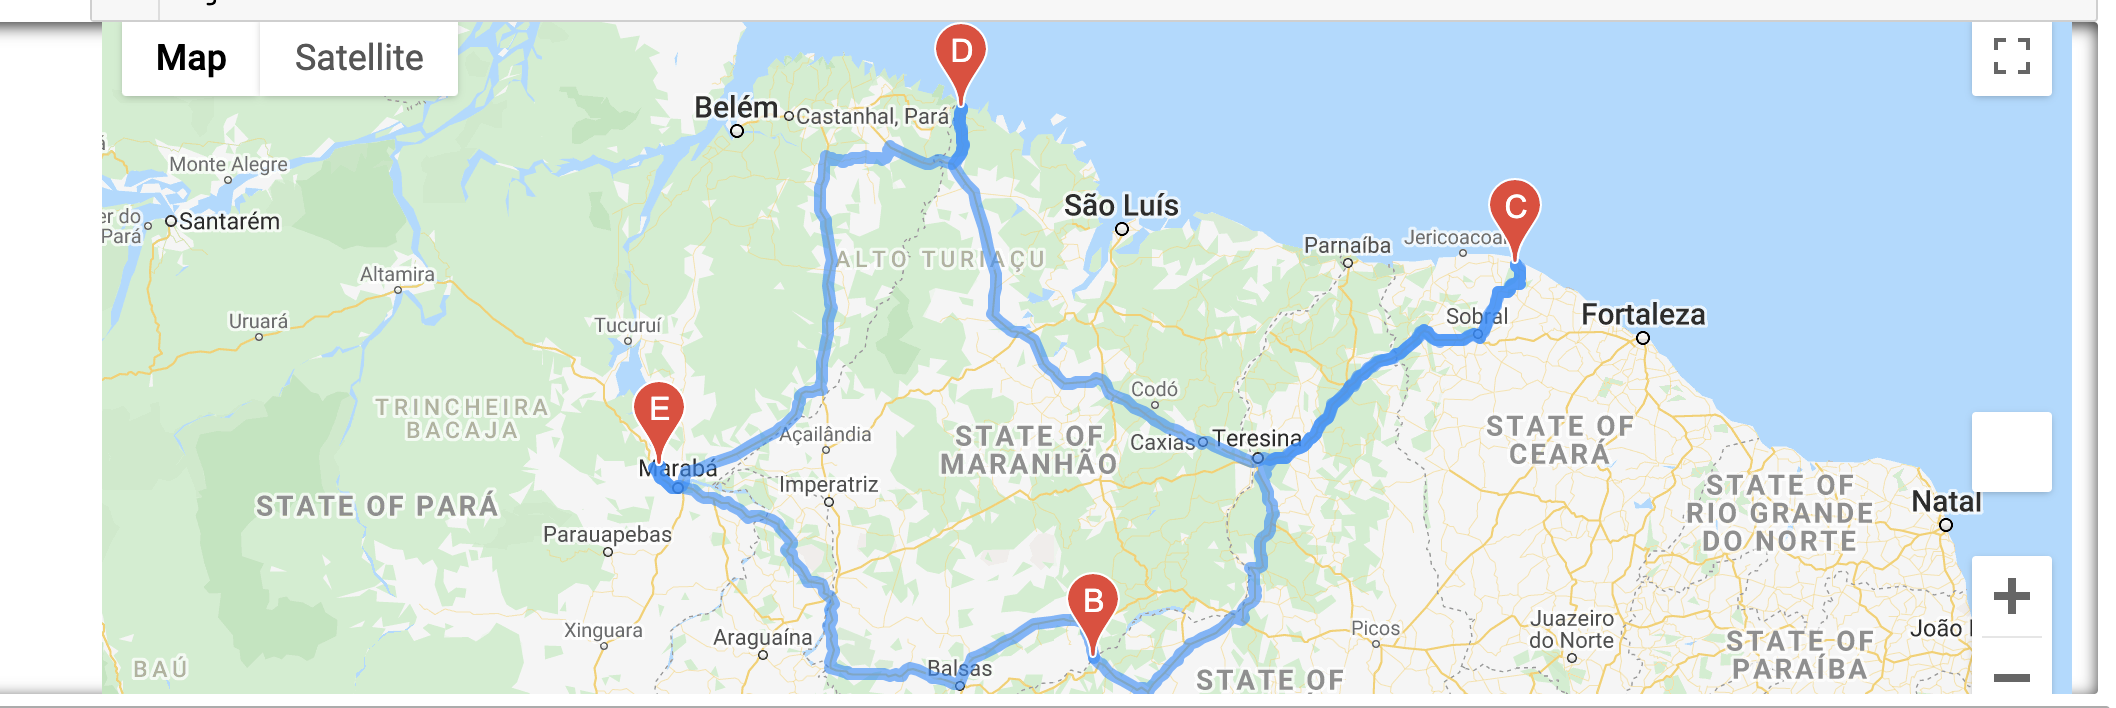 Map
Satellite
D
Belém
Castanhal, Pará
Monte Alegre
er do
Pará
Santarém
São Luís
C
Parnaíba
Jericoacoa
ALTO TURIAÇU
Altamira
Uruará
Tucuruí
Sobral
Fortaleza
E
TRINCHEIRA
BACAJA
Codó
Açailândia
STATE OF
MARANHÃO
Caxias
Teresina
STATE OF
CEARÁ
Marabá
Imperatriz
STATE OF PARÁ
STATE OF
RIO GRANDE
DO NORTE
Natal
Parauapebas
B
Xinguara
Araguaína
Picos
Juazeiro
do Norte
João
STATE OF
PARAÍBA
BAÚ
Balsas
STATE OF